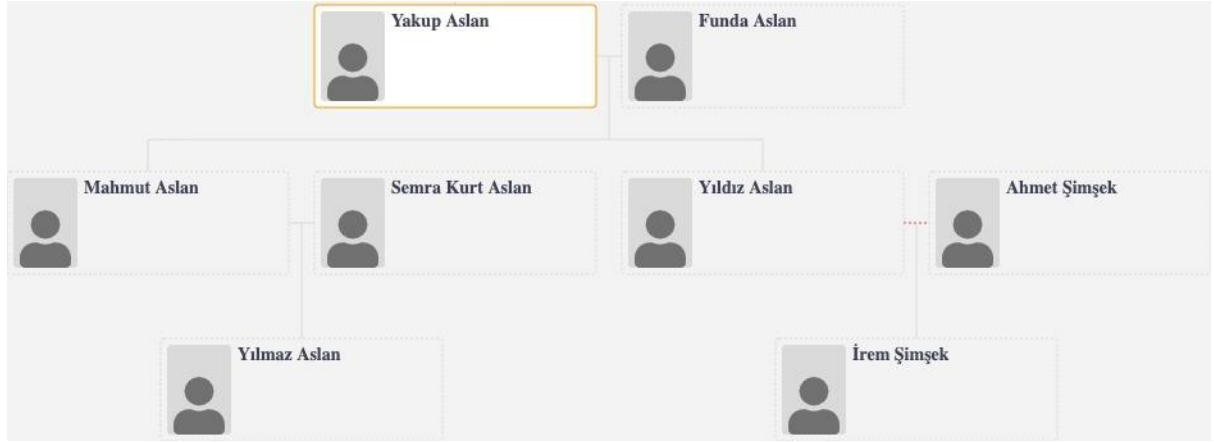 Yakup Aslan
Funda Aslan
Mahmut Aslan
Semra Kurt Aslan
Yıldız Aslan
Ahmet Şimşek
Yılmaz Aslan
İrem Şimşek